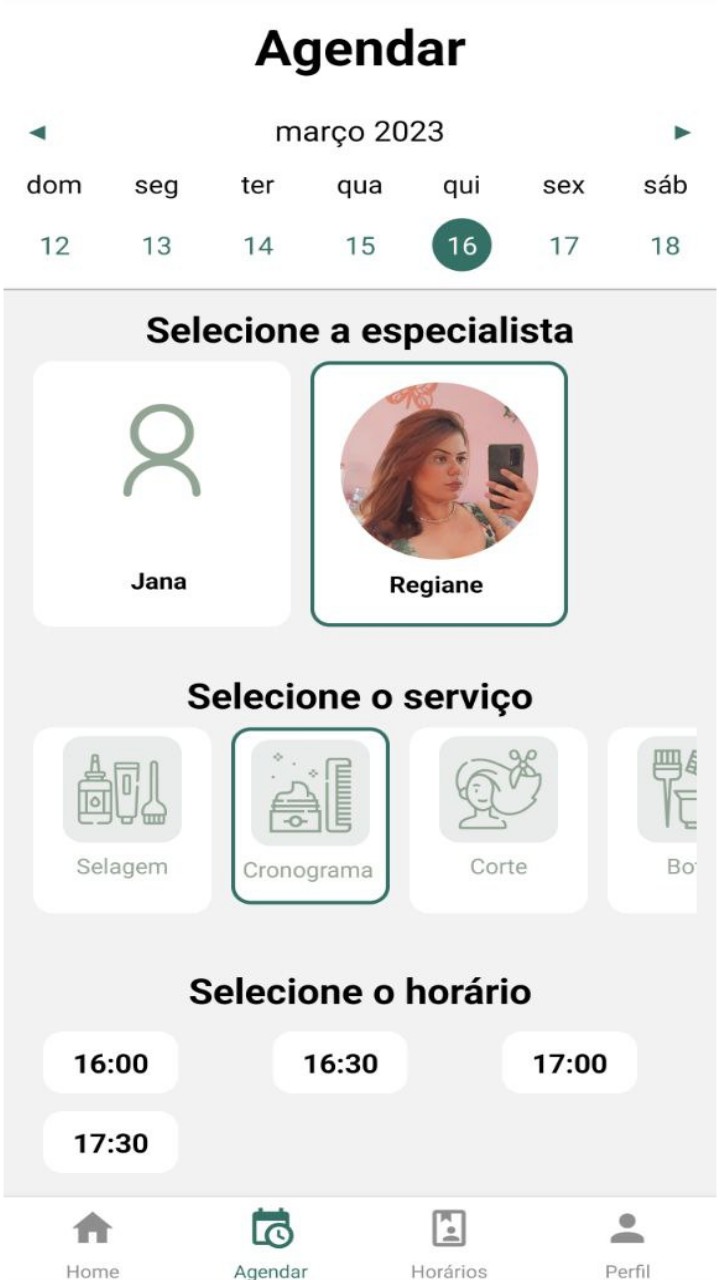 Agendar
◄ março 2023 ►
dom seg ter qua qui sex sáb
12 13 14 15 16 17 18
Selecione a especialista
Jana Regiane
Selecione o serviço
Selagem Cronograma Corte
Selecione o horário
16:00 16:30 17:00
17:30
Home Agendar Horários Perfil